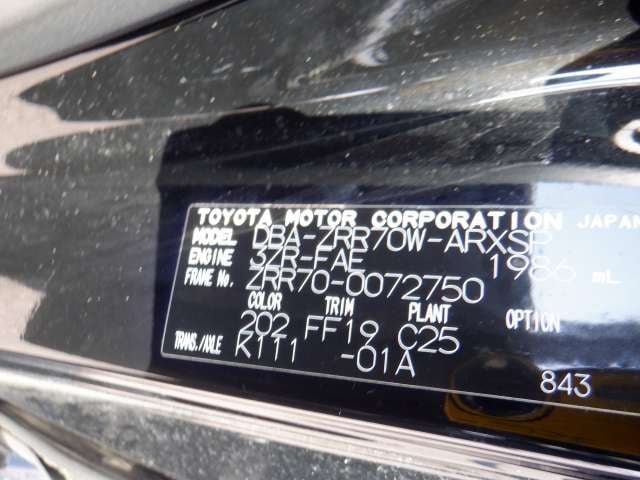 TOYOTA MOTOR CORPORATION JAPAN
MODEL DBA-ZRR70W-ARXSP
ENGINE 3ZR-FAE 1986 mL
FRAME No. ZRR70-0072750
COLOR TRIM PLANT OPTION
202 FF19 C25
TRANS./AXLE K111 -01A
843